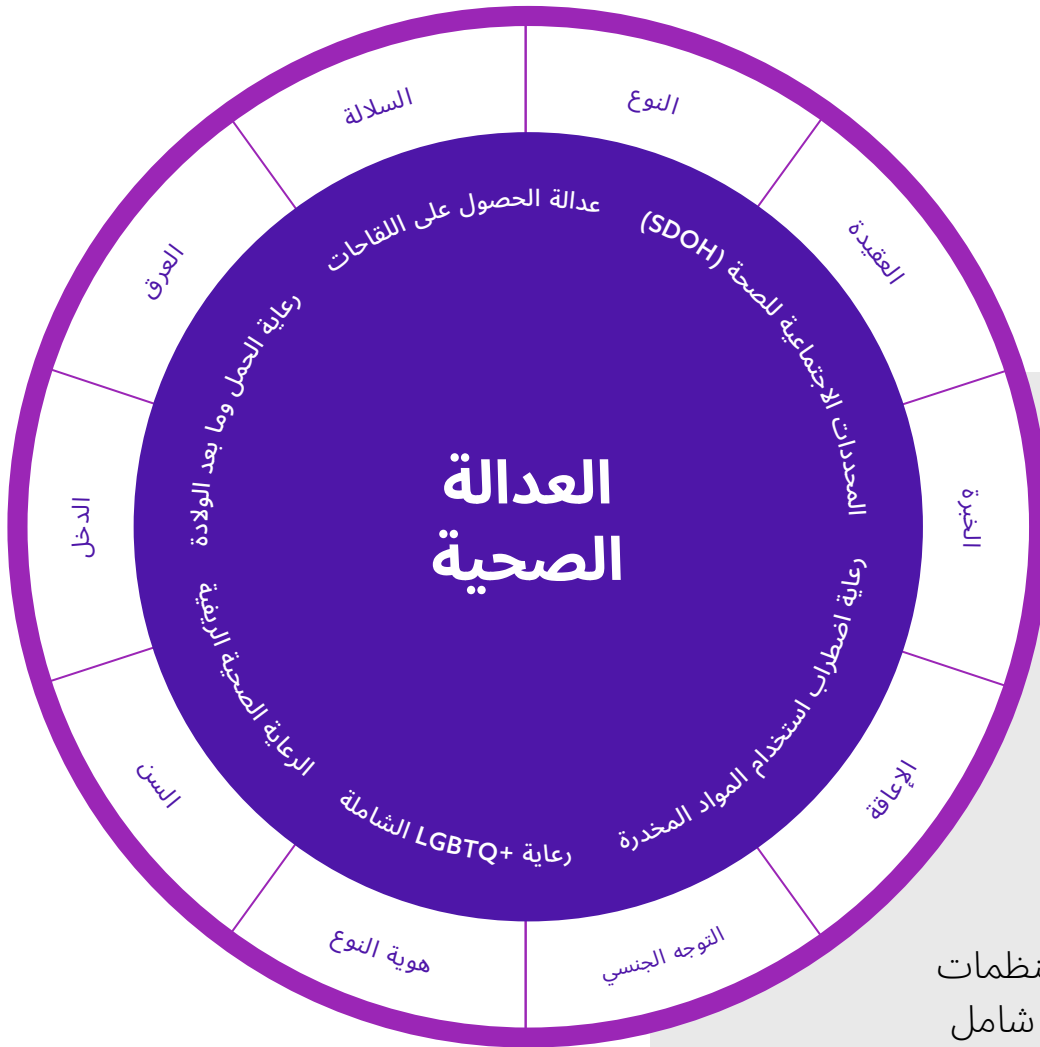 النوع
العقيدة
الخبرة
الإعاقة
التوجه الجنسي
هوية النوع
السن
الدخل
العرق
السلالة
المحددات الاجتماعية للصحة (SDOH)
رعاية اضطراب استخدام المواد المخدرة
رعاية +LGBTQ الشاملة
الرعاية الصحية الريفية
رعاية الحمل وما بعد الولادة
عدالة الحصول على اللقاحات
العدالة
الصحية
شامل